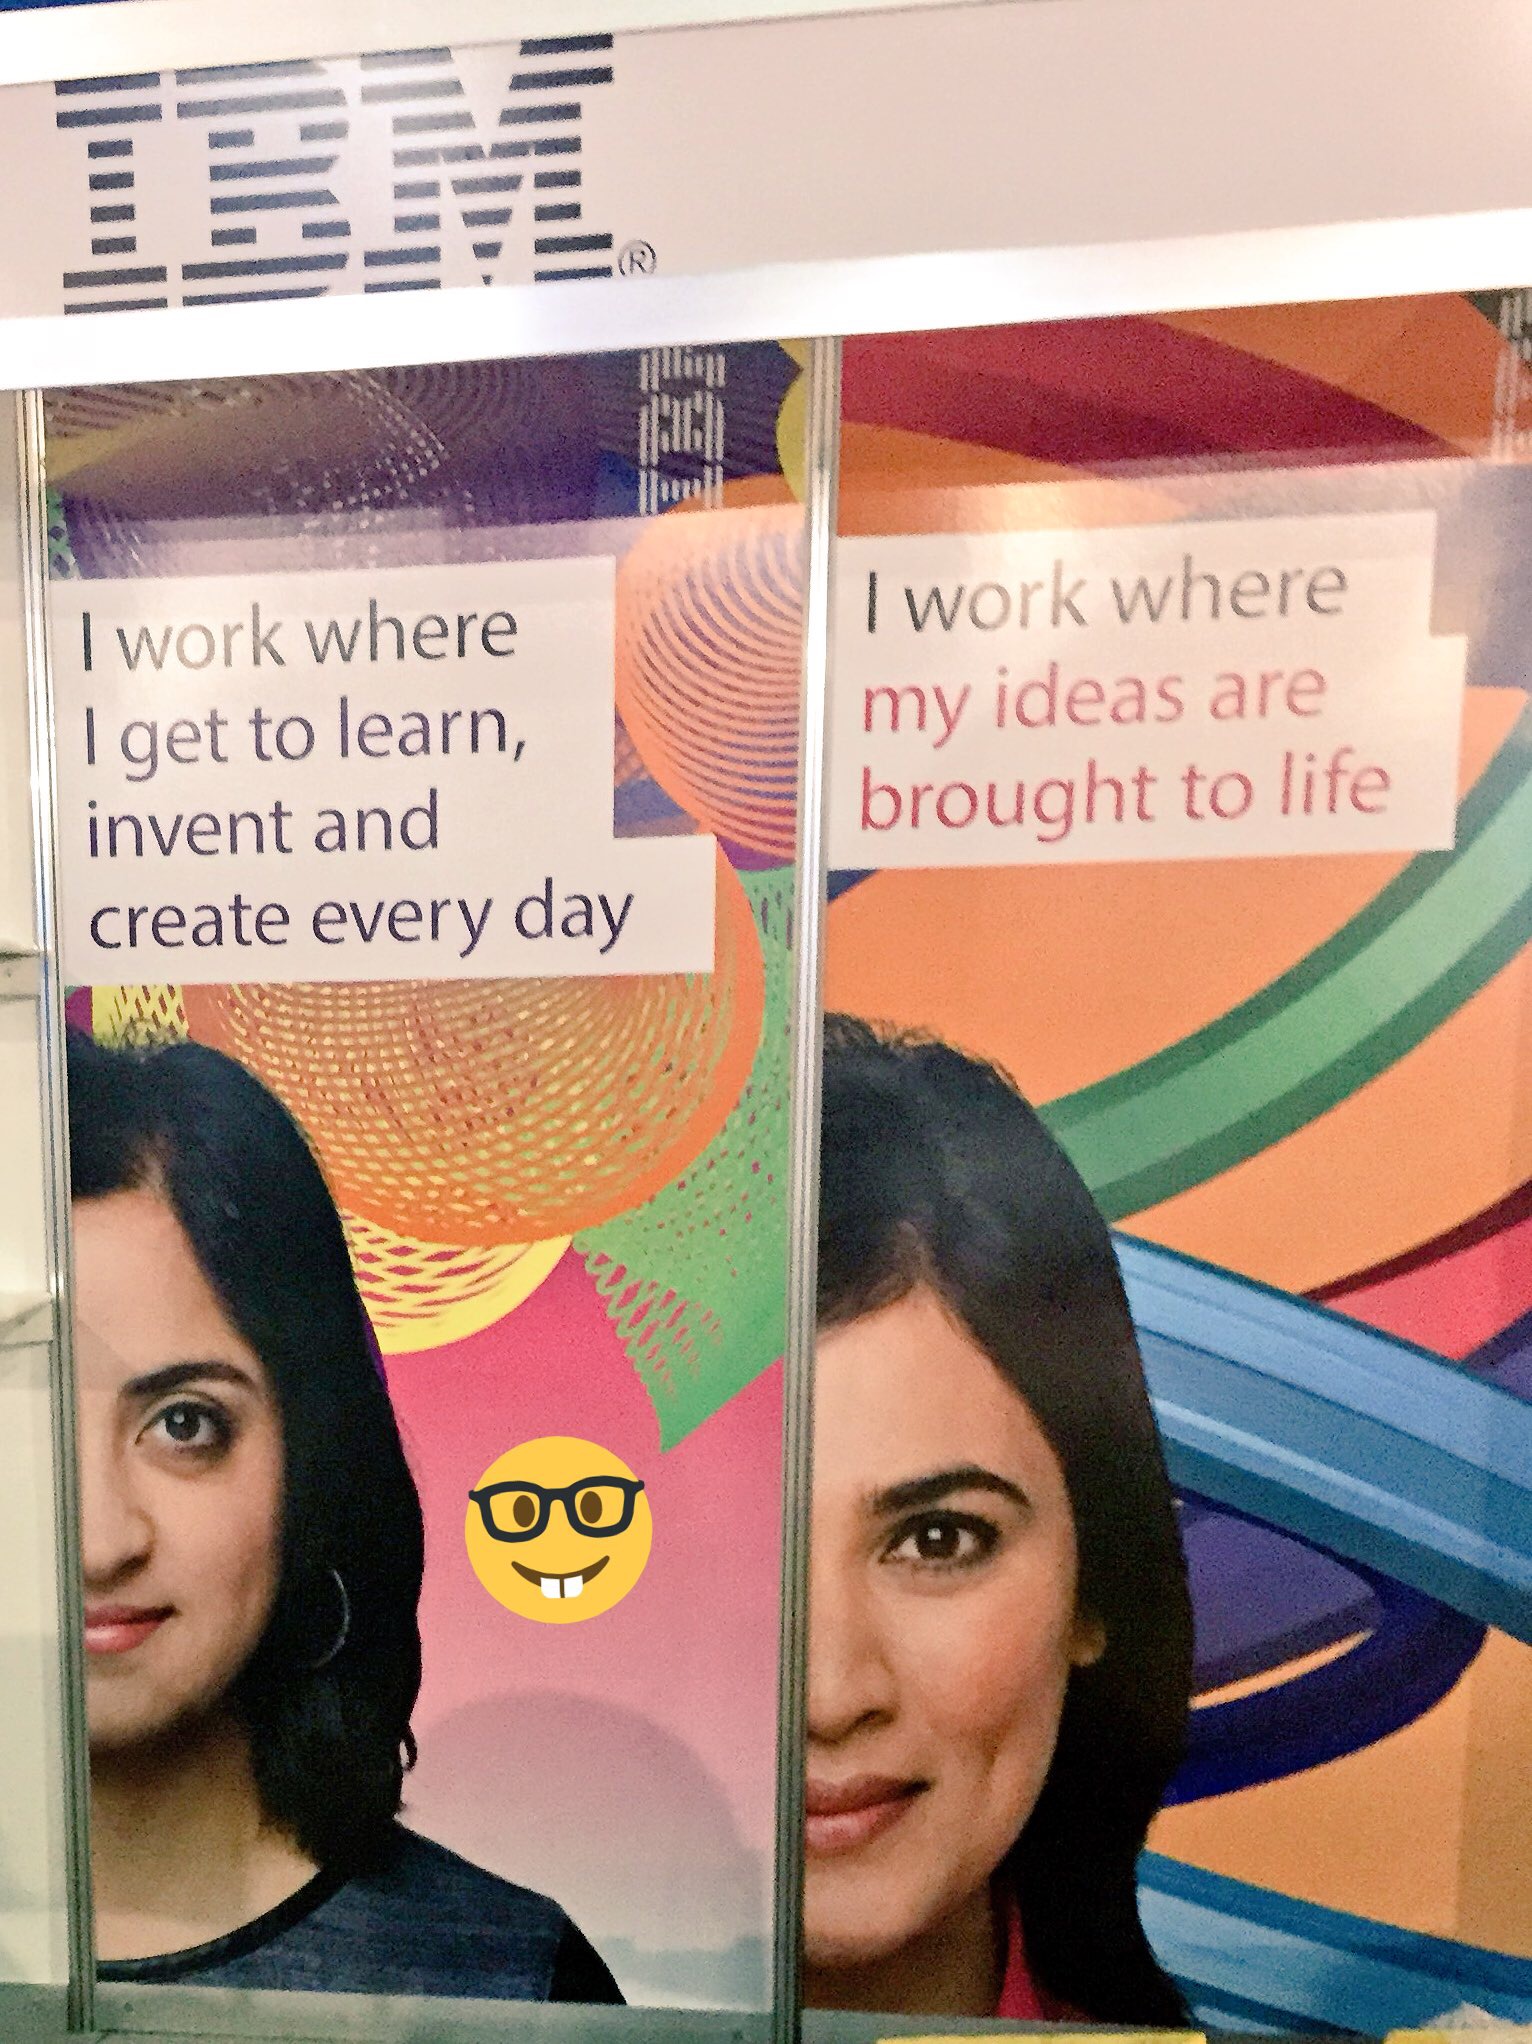 IBM®
IBM
I work where
I get to learn,
invent and
create every day
I work where
my ideas are
brought to life